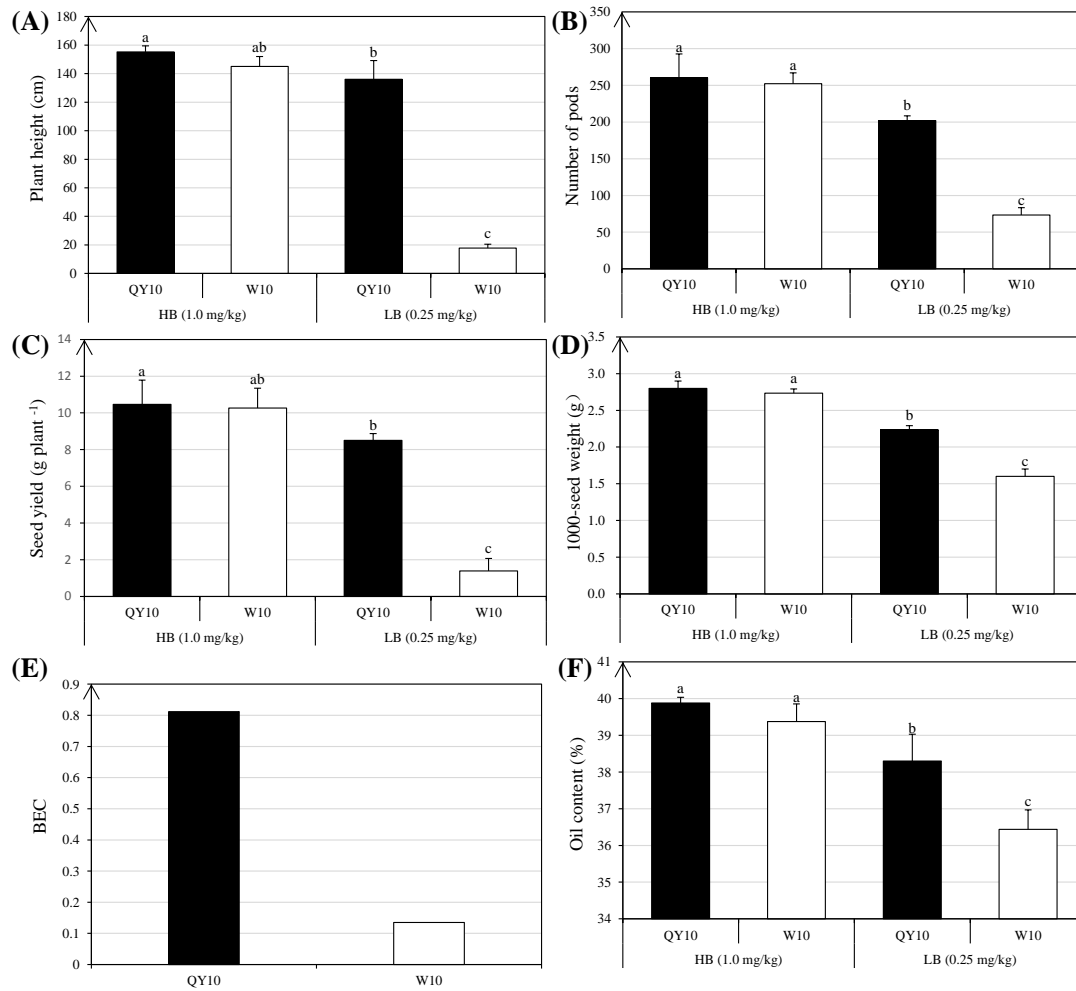 (A)
Plant height (cm)
180
160
140
120
100
80
60
40
20
0
a
ab
b
c
QY10 W10 QY10 W10
HB (1.0 mg/kg) LB (0.25 mg/kg)
(B)
Number of pods
350
300
250
200
150
100
50
0
a
a
b
c
QY10 W10 QY10 W10
HB (1.0 mg/kg) LB (0.25 mg/kg)
(C)
Seed yield (g plant -1)
14
12
10
8
6
4
2
0
a
ab
b
c
QY10 W10 QY10 W10
HB (1.0 mg/kg) LB (0.25 mg/kg)
(D)
1000-seed weight (g)
3.5
3.0
2.5
2.0
1.5
1.0
0.5
0.0
a
a
b
c
QY10 W10 QY10 W10
HB (1.0 mg/kg) LB (0.25 mg/kg)
(E)
BEC
0.9
0.8
0.7
0.6
0.5
0.4
0.3
0.2
0.1
0
QY10 W10
(F)
Oil content (%)
41
40
39
38
37
36
35
34
a
a
b
c
QY10 W10 QY10 W10
HB (1.0 mg/kg) LB (0.25 mg/kg)